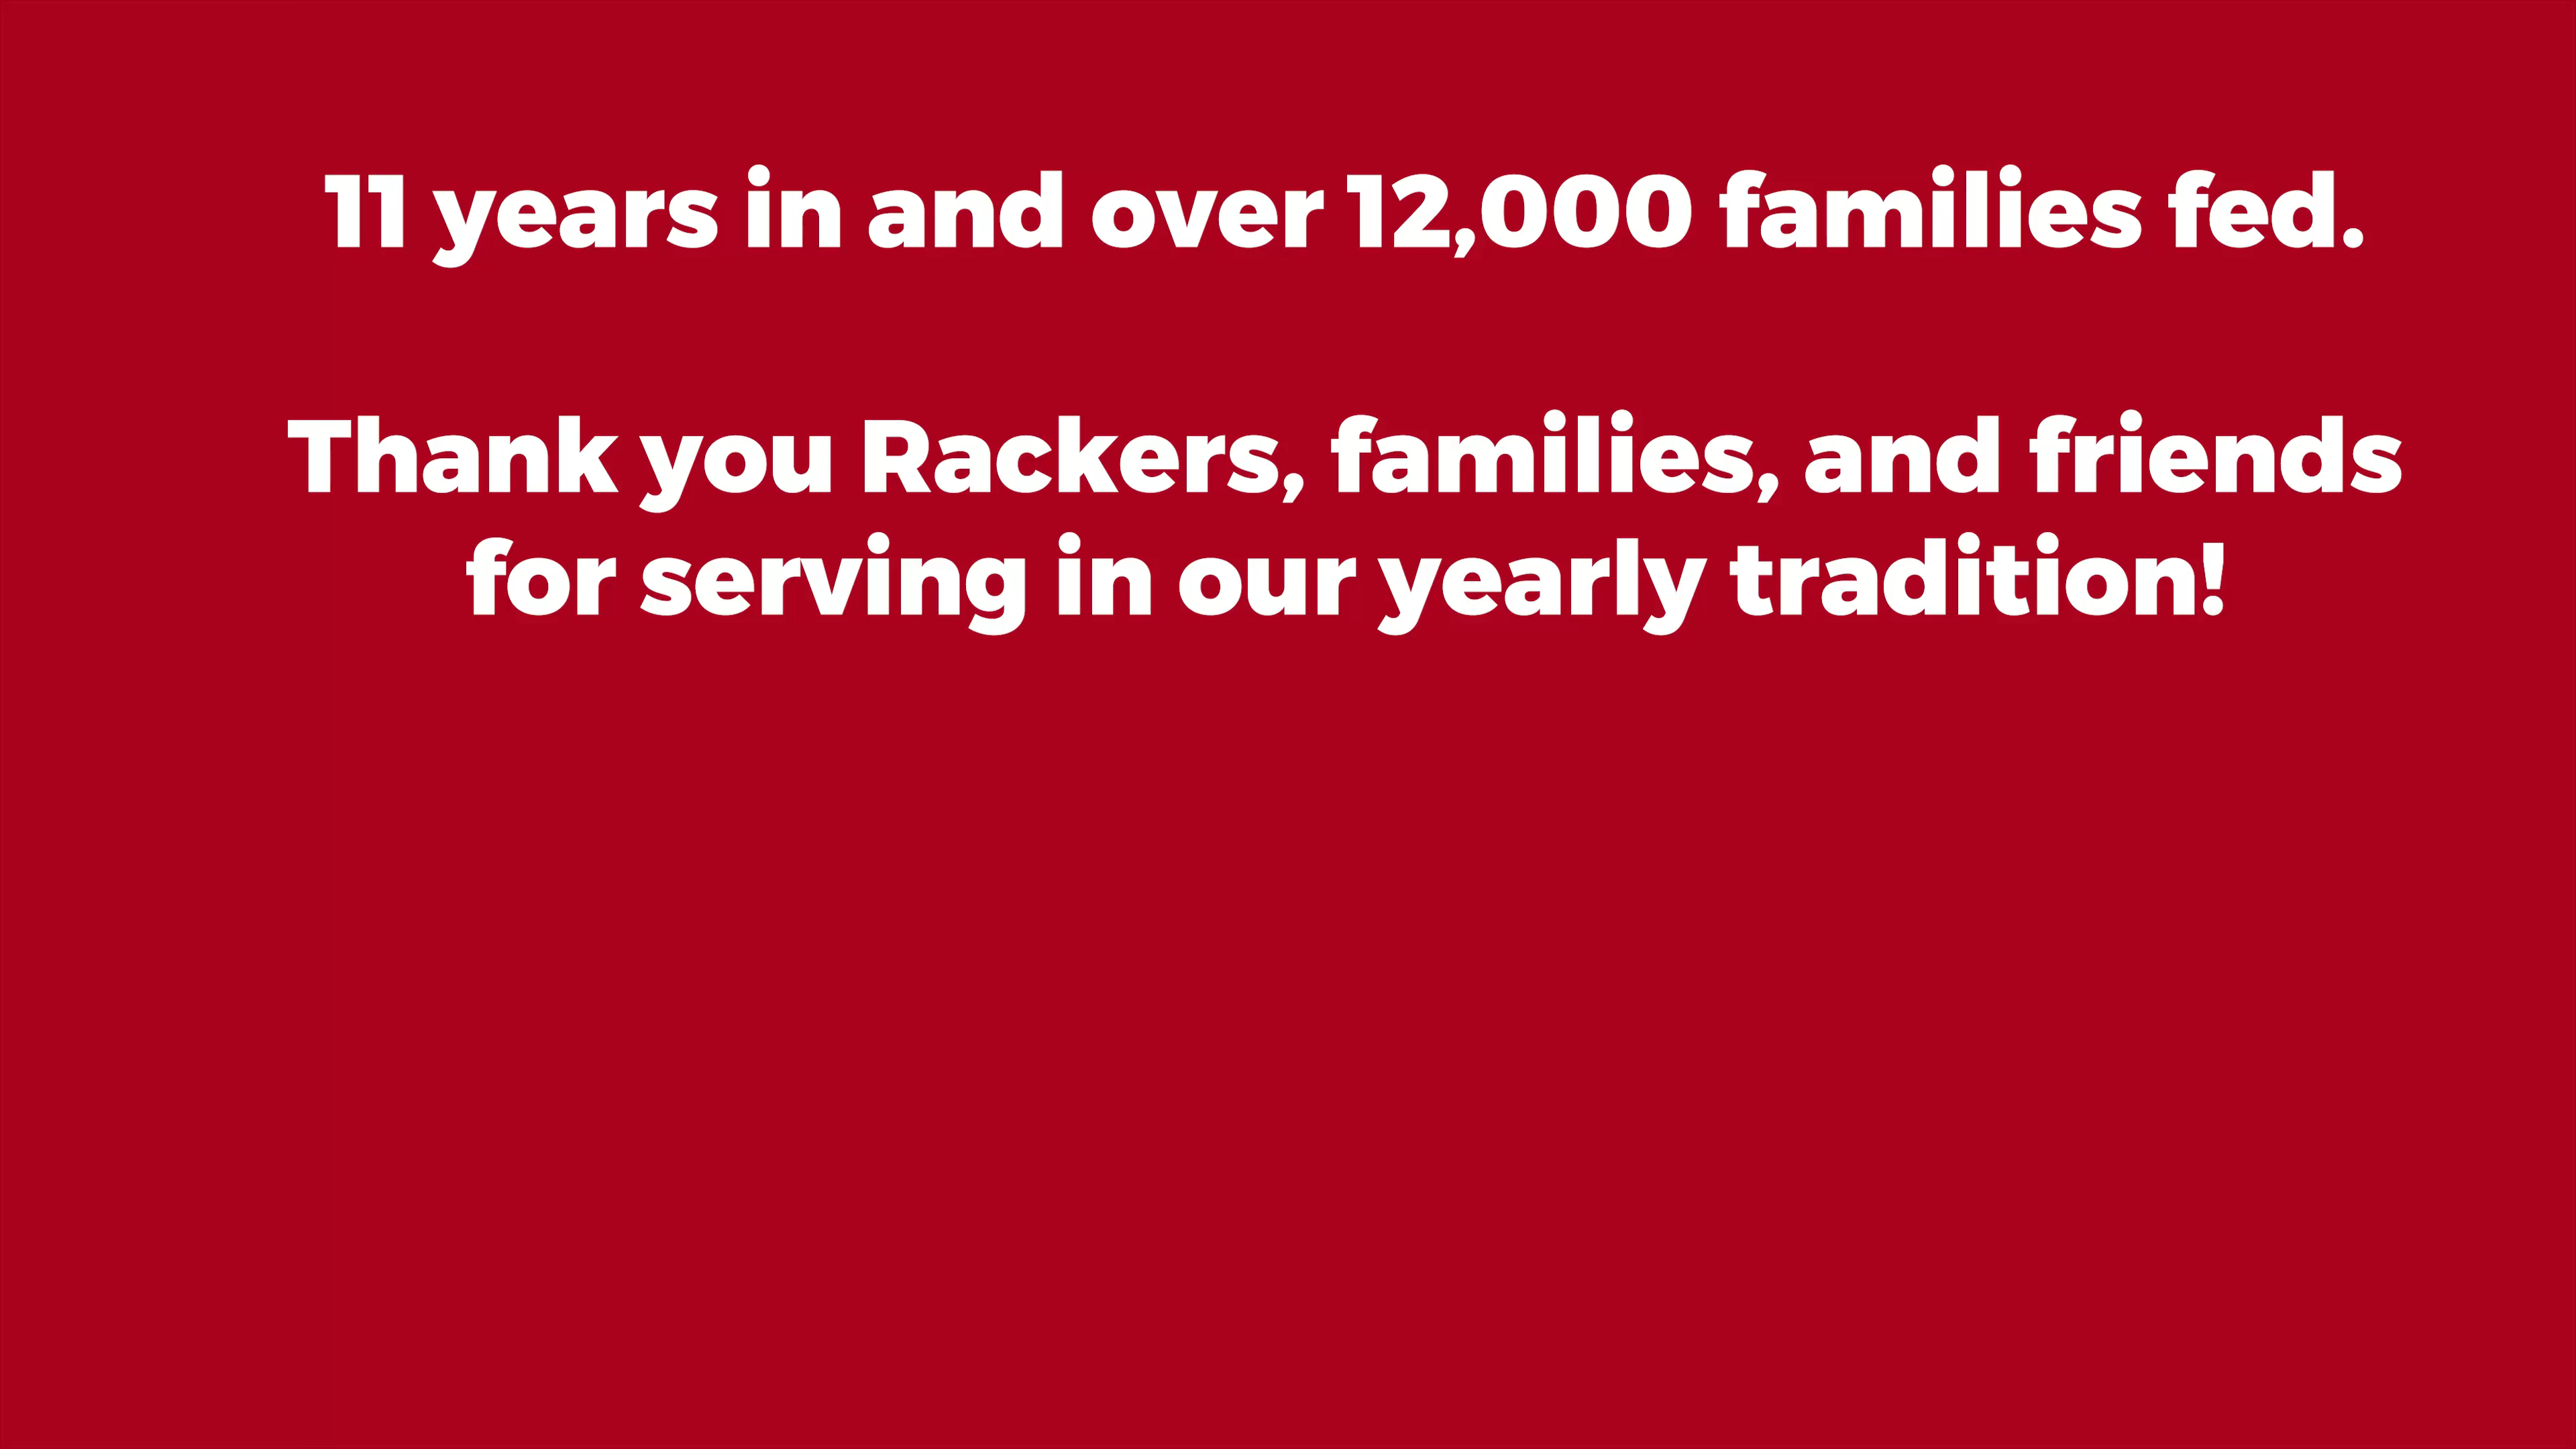 11 years in and over 12,000 families fed.
Thank you Rackers, families, and friends
for serving in our yearly tradition!